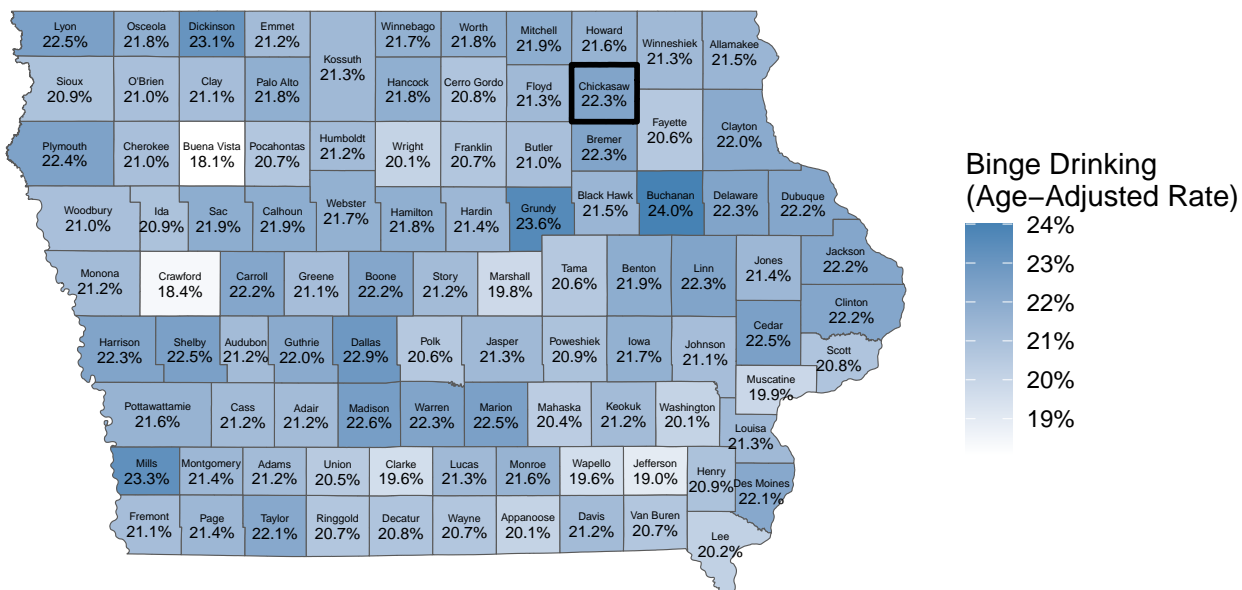 Lyon
22.5%
Osceola
21.8%
Dickinson
23.1%
Emmet
21.2%
Kossuth
21.3%
Winnebago
21.7%
Worth
21.8%
Mitchell
21.9%
Howard
21.6%
Winneshiek
21.3%
Allamakee
21.5%
Sioux
20.9%
O'Brien
21.0%
Clay
21.1%
Palo Alto
21.8%
Hancock
21.8%
Cerro Gordo
20.8%
Floyd
21.3%
Chickasaw
22.3%
Fayette
20.6%
Clayton
22.0%
Plymouth
22.4%
Cherokee
21.0%
Buena Vista
18.1%
Pocahontas
20.7%
Humboldt
21.2%
Wright
20.1%
Franklin
20.7%
Butler
21.0%
Bremer
22.3%
Woodbury
21.0%
Ida
20.9%
Sac
21.9%
Calhoun
21.9%
Webster
21.7%
Hamilton
21.8%
Hardin
21.4%
Grundy
23.6%
Black Hawk
21.5%
Buchanan
24.0%
Delaware
22.3%
Dubuque
22.2%
Monona
21.2%
Crawford
18.4%
Carroll
22.2%
Greene
21.1%
Boone
22.2%
Story
21.2%
Marshall
19.8%
Tama
20.6%
Benton
21.9%
Linn
22.3%
Jones
21.4%
Jackson
22.2%
Clinton
22.2%
Harrison
22.3%
Shelby
22.5%
Audubon
21.2%
Guthrie
22.0%
Dallas
22.9%
Polk
20.6%
Jasper
21.3%
Poweshiek
20.9%
Iowa
21.7%
Johnson
21.1%
Cedar
22.5%
Scott
20.8%
Muscatine
19.9%
Pottawattamie
21.6%
Cass
21.2%
Adair
21.2%
Madison
22.6%
Warren
22.3%
Marion
22.5%
Mahaska
20.4%
Keokuk
21.2%
Washington
20.1%
Louisa
21.3%
Mills
23.3%
Montgomery
21.4%
Adams
21.2%
Union
20.5%
Clarke
19.6%
Lucas
21.3%
Monroe
21.6%
Wapello
19.6%
Jefferson
19.0%
Henry
20.9%
Des Moines
22.1%
Fremont
21.1%
Page
21.4%
Taylor
22.1%
Ringgold
20.7%
Decatur
20.8%
Wayne
20.7%
Appanoose
20.1%
Davis
21.2%
Van Buren
20.7%
Lee
20.2%
Binge Drinking
(Age−Adjusted Rate)
24%
23%
22%
21%
20%
19%